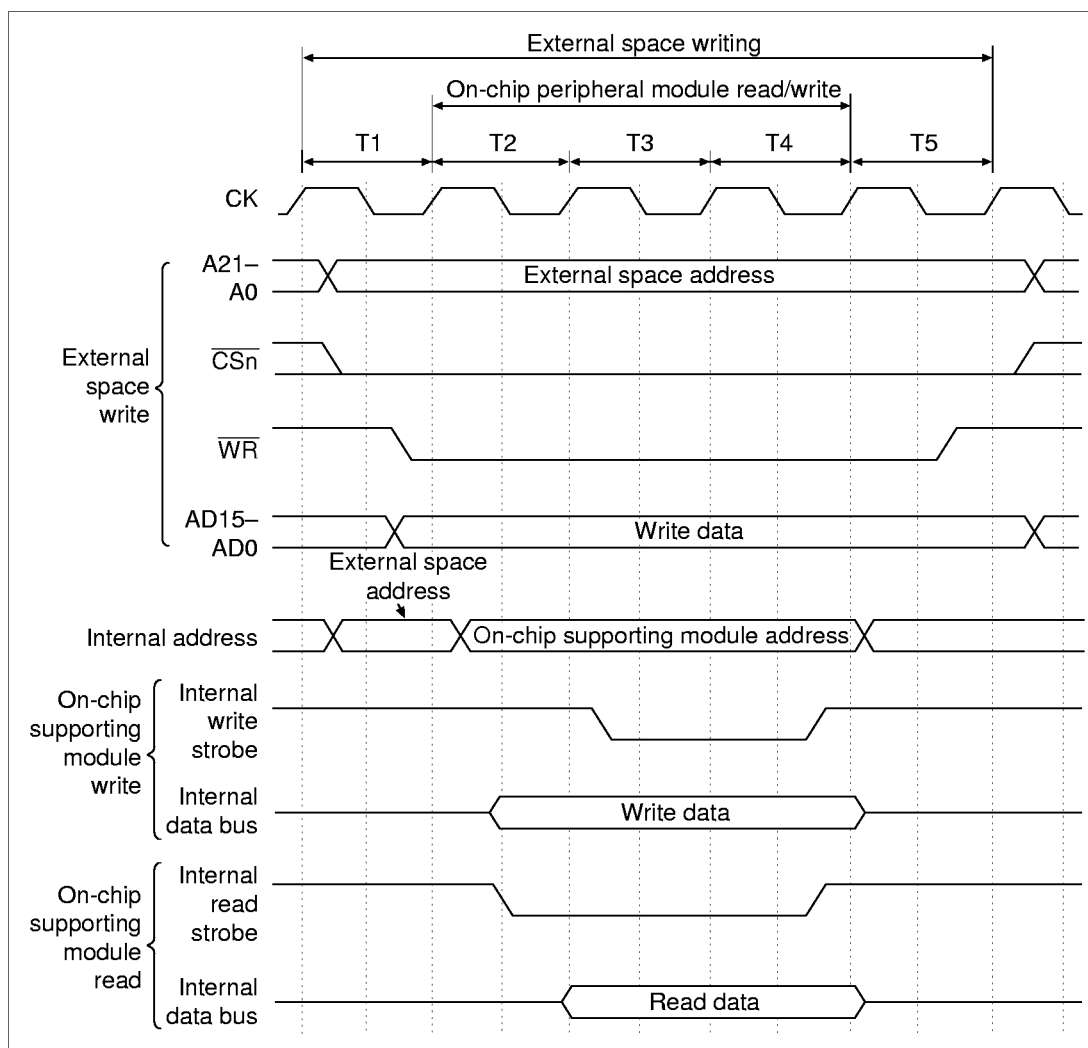 External space writing
On-chip peripheral module read/write
T1 T2 T3 T4 T5
CK
A21–
A0
External space address
External
space
write
CSn
WR
AD15–
AD0
Write data
External space
address
Internal address
On-chip supporting module address
On-chip
supporting
module
write
Internal
write
strobe
Internal
data bus
Write data
On-chip
supporting
module
read
Internal
read
strobe
Internal
data bus
Read data